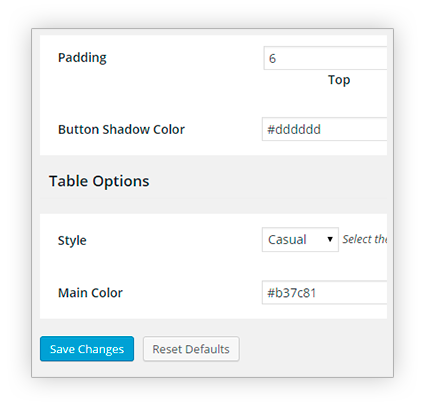 Padding 6
Top
Button Shadow Color #dddddd
Table Options
Style Casual Select the
Main Color #b37c81
Save Changes Reset Defaults